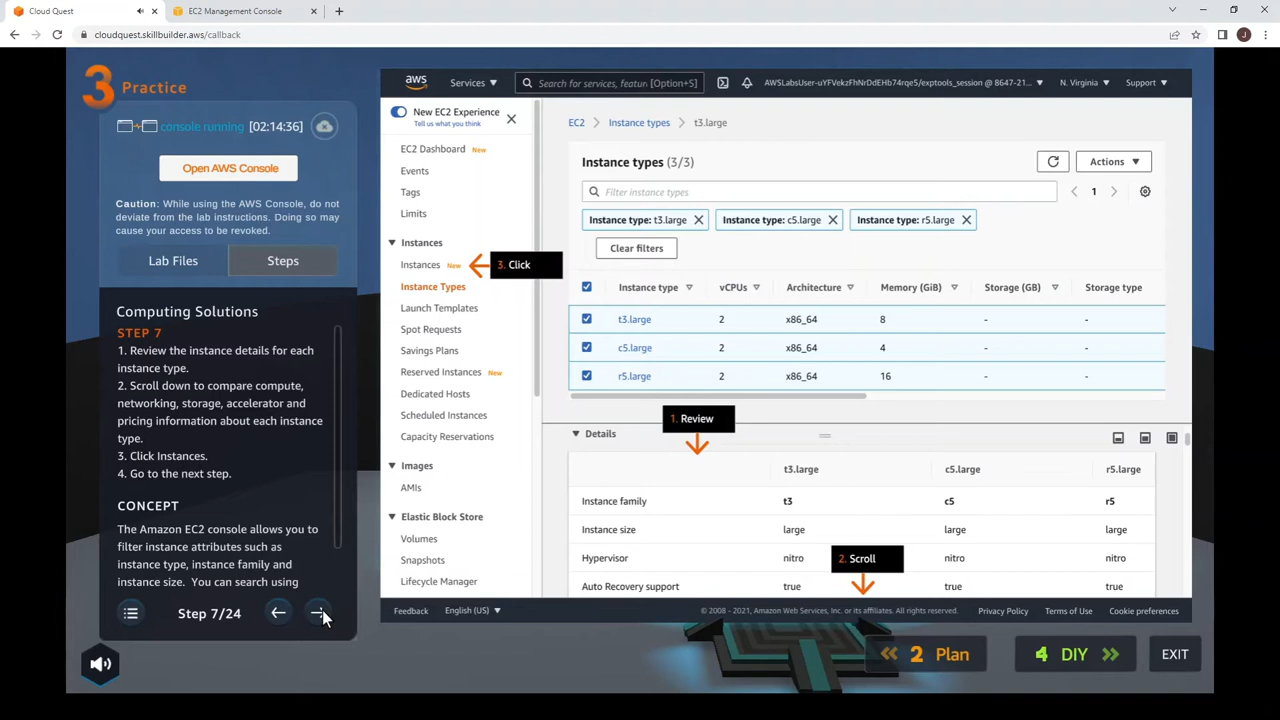 Cloud Quest
EC2 Management Console
cloudquest.skillbuilder.aws/callback
J
3 Practice
console running [02:14:36]
Open AWS Console
Caution: While using the AWS Console, do not
deviate from the lab instructions. Doing so may
cause your access to be revoked.
Lab Files
Steps
Computing Solutions
STEP 7
1. Review the instance details for each
instance type.
2. Scroll down to compare compute,
networking, storage, accelerator and
pricing information about each instance
type.
3. Click Instances.
4. Go to the next step.
CONCEPT
The Amazon EC2 console allows you to
filter instance attributes such as
instance type, instance family and
instance size. You can search using
Step 7/24
aws
Services
Search for services, featur [Option+S]
AWSLabsUser-uYFVekzFhNrDdEHb74rqe5/exptools_session @ 8647-21...
N. Virginia
Support
New EC2 Experience
Tell us what you think
EC2 Dashboard New
Events
Tags
Limits
Instances
Instances New
3. Click
Instance Types
Launch Templates
Spot Requests
Savings Plans
Reserved Instances New
Dedicated Hosts
Scheduled Instances
Capacity Reservations
Images
AMIs
Elastic Block Store
Volumes
Snapshots
Lifecycle Manager
EC2 > Instance types > t3.large
Instance types (3/3)
Actions
Filter instance types
1
Instance type: t3.large
Instance type: c5.large
Instance type: r5.large
Clear filters
Instance type vCPUs Architecture Memory (GiB) Storage (GB) Storage type
t3.large 2 x86_64 8 - -
c5.large 2 x86_64 4 - -
r5.large 2 x86_64 16 - -
1. Review
Details
t3.large c5.large r5.large
Instance family t3 c5 r5
Instance size large large large
Hypervisor nitro nitro nitro
2. Scroll
Auto Recovery support true true true
Feedback
English (US)
© 2008 - 2021, Amazon Web Services, Inc. or its affiliates. All rights reserved.
Privacy Policy
Terms of Use
Cookie preferences
2 Plan
4 DIY
EXIT